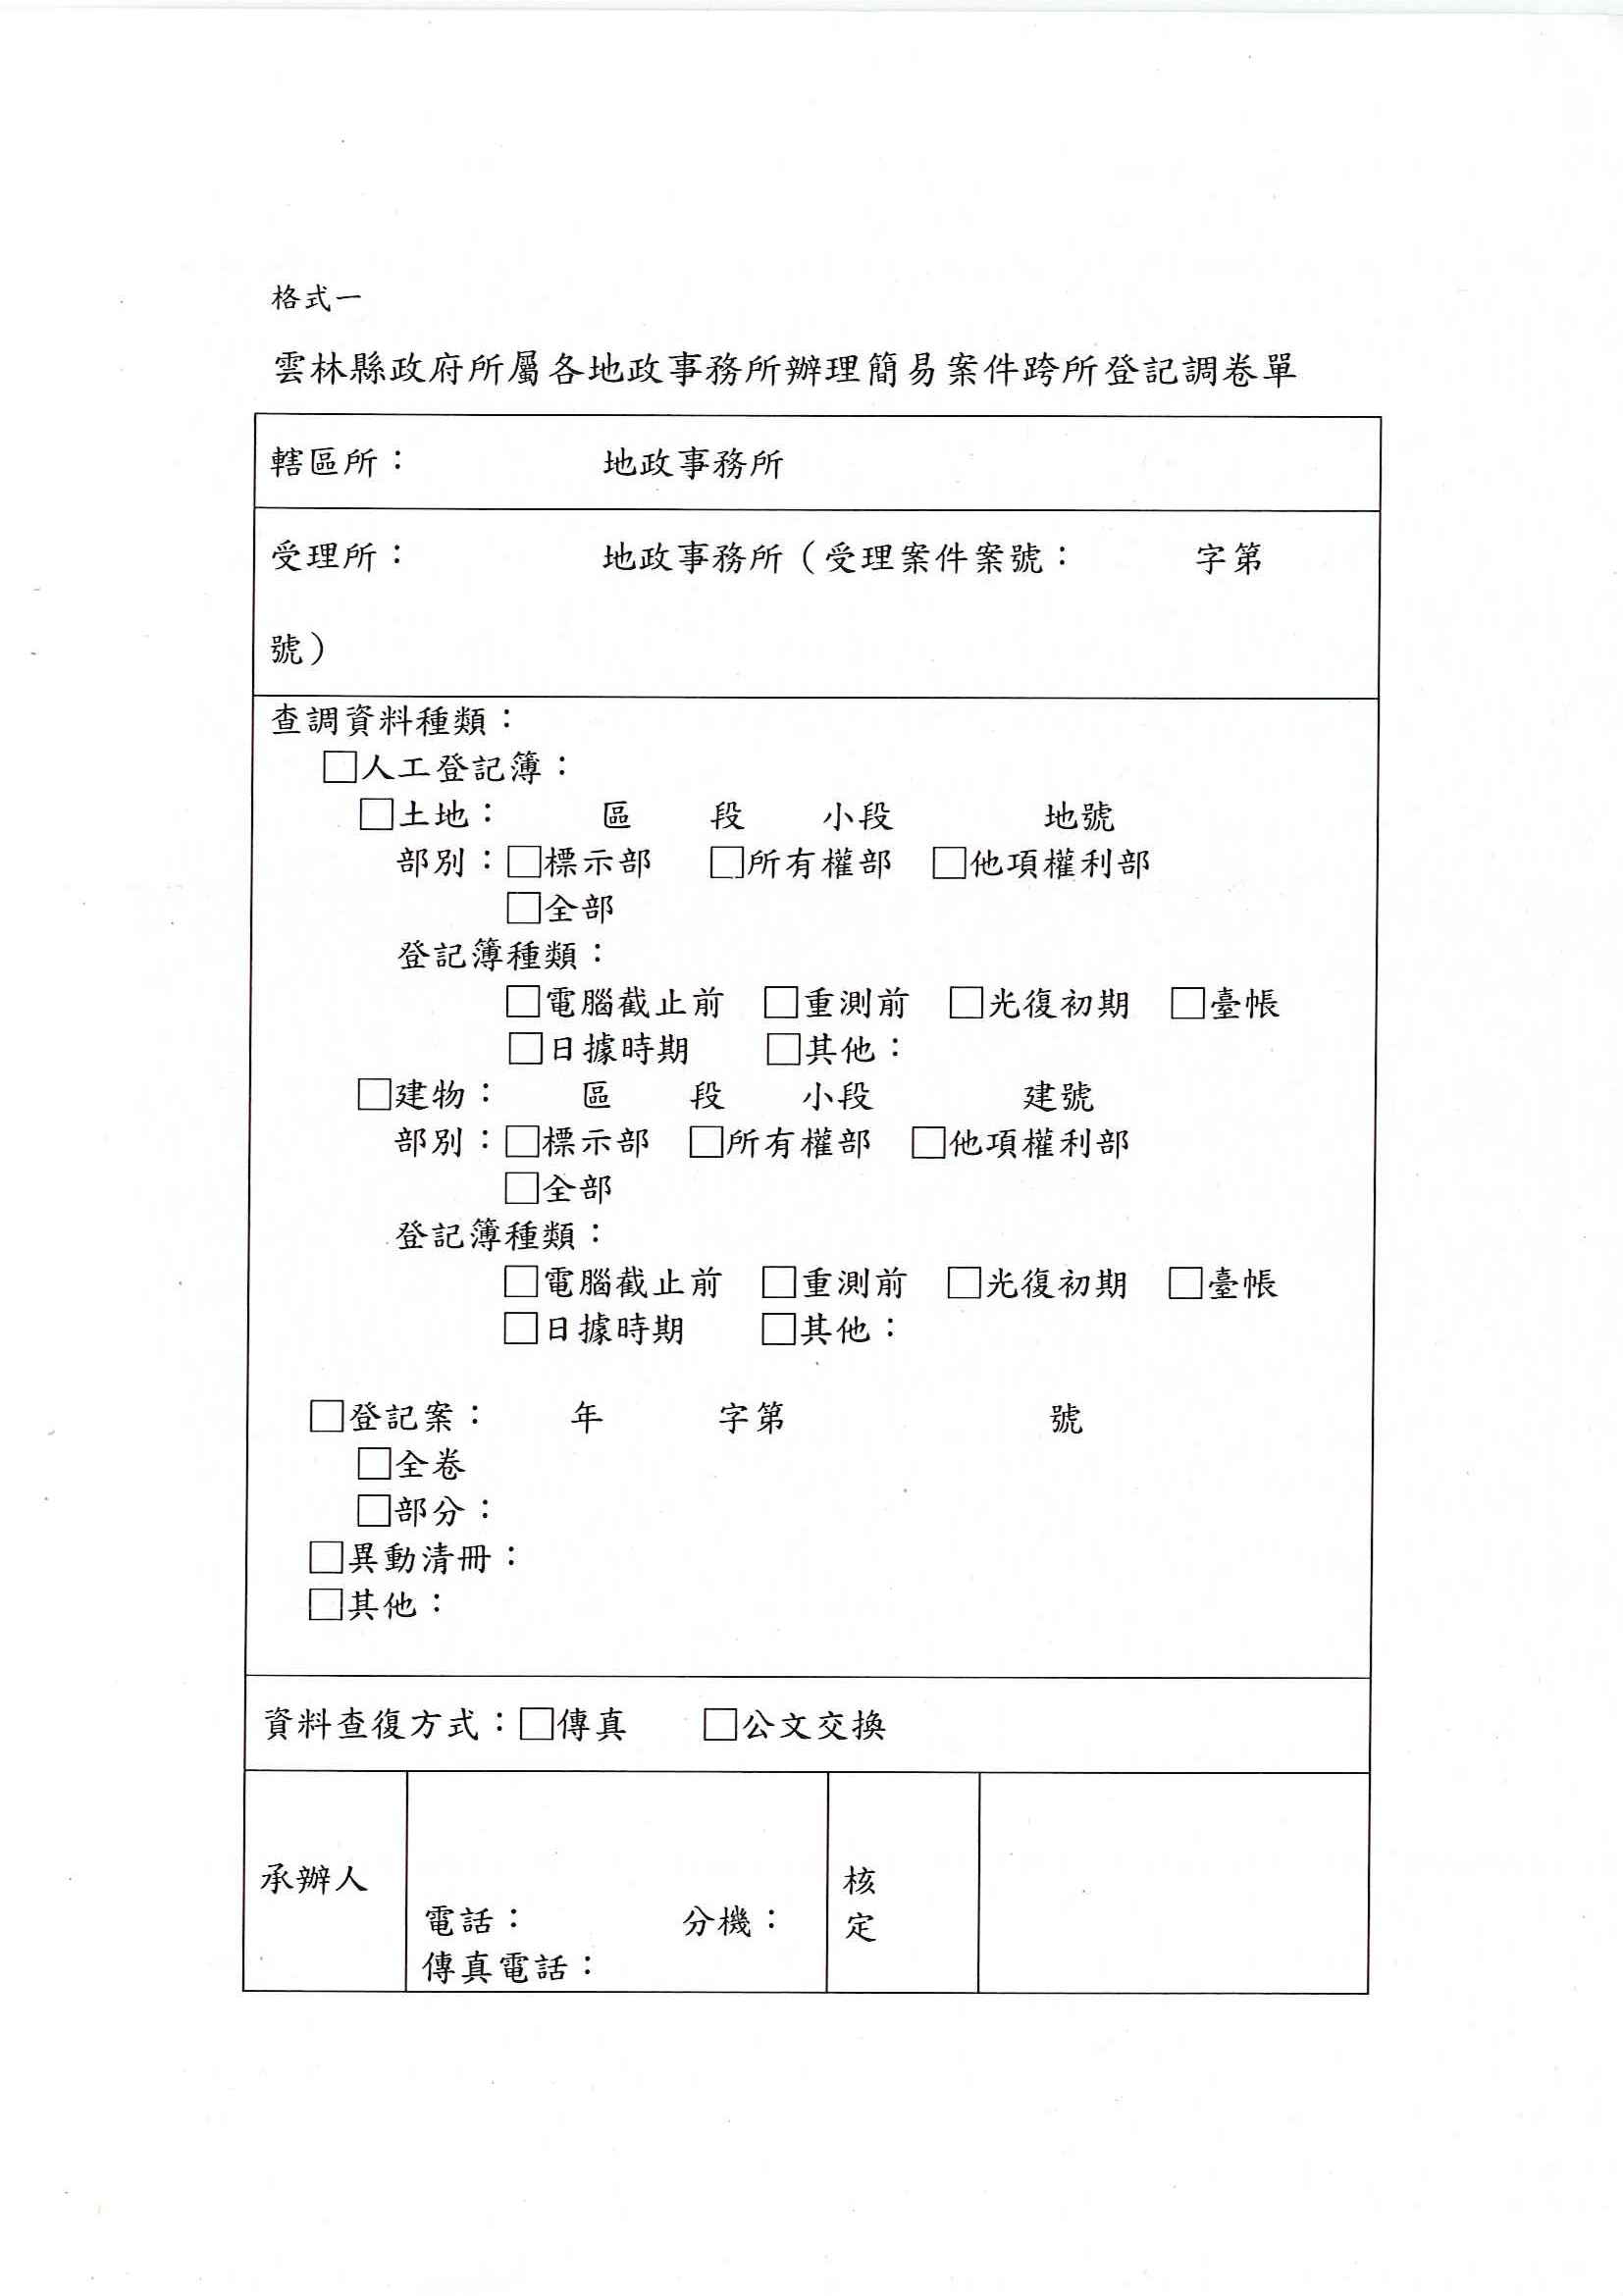 格式一
雲林縣政府所屬各地政事務所辦理簡易案件跨所登記調卷單
轄區所： 地政事務所
受理所： 地政事務所（受理案件案號： 字第
號）
查調資料種類：
□人工登記簿：
□土地： 區 段 小段 地號
部別：□標示部 □所有權部 □他項權利部
□全部
登記簿種類：
□電腦截止前 □重測前 □光復初期 □臺帳
□日據時期 □其他：
□建物： 區 段 小段 建號
部別：□標示部 □所有權部 □他項權利部
□全部
登記簿種類：
□電腦截止前 □重測前 □光復初期 □臺帳
□日據時期 □其他：
□登記案： 年 字第 號
□全卷
□部分：
□異動清冊：
□其他：
資料查復方式：□傳真 □公文交換
承辦人
電話： 分機：
傳真電話：
核
定